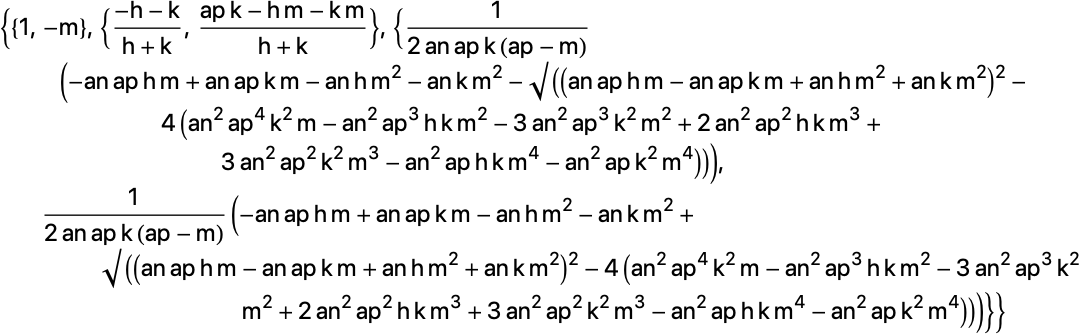 {{1, −m}, {(−h − k)/(h + k), (ap k − h m − k m)/(h + k)}, {1/(2 an ap k (ap − m))
(−an ap h m + an ap k m − an h m² − an k m² − √((an ap h m − an ap k m + an h m² + an k m²)² −
4 (an² ap⁴ k² m − an² ap³ h k m² − 3 an² ap³ k² m² + 2 an² ap² h k m³ +
3 an² ap² k² m³ − an² ap h k m⁴ − an² ap k² m⁴))),
1/(2 an ap k (ap − m)) (−an ap h m + an ap k m − an h m² − an k m² +
√((an ap h m − an ap k m + an h m² + an k m²)² − 4 (an² ap⁴ k² m − an² ap³ h k m² − 3 an² ap³ k²
m² + 2 an² ap² h k m³ + 3 an² ap² k² m³ − an² ap h k m⁴ − an² ap k² m⁴)))}}